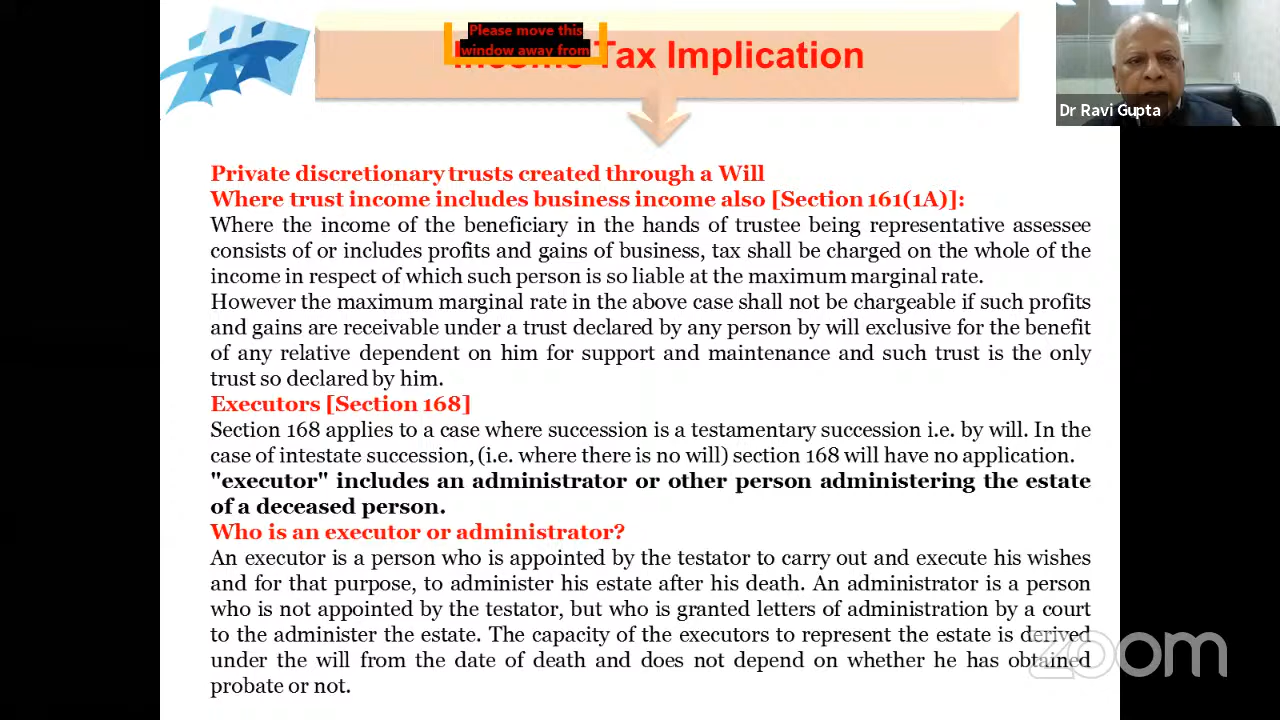 Please move this
window away from
Income Tax Implication
Dr Ravi Gupta
Private discretionary trusts created through a Will
Where trust income includes business income also [Section 161(1A)]:
Where the income of the beneficiary in the hands of trustee being representative assessee
consists of or includes profits and gains of business, tax shall be charged on the whole of the
income in respect of which such person is so liable at the maximum marginal rate.
However the maximum marginal rate in the above case shall not be chargeable if such profits
and gains are receivable under a trust declared by any person by will exclusive for the benefit
of any relative dependent on him for support and maintenance and such trust is the only
trust so declared by him.
Executors [Section 168]
Section 168 applies to a case where succession is a testamentary succession i.e. by will. In the
case of intestate succession, (i.e. where there is no will) section 168 will have no application.
"executor" includes an administrator or other person administering the estate
of a deceased person.
Who is an executor or administrator?
An executor is a person who is appointed by the testator to carry out and execute his wishes
and for that purpose, to administer his estate after his death. An administrator is a person
who is not appointed by the testator, but who is granted letters of administration by a court
to the administer the estate. The capacity of the executors to represent the estate is derived
under the will from the date of death and does not depend on whether he has obtained
probate or not.
zoom